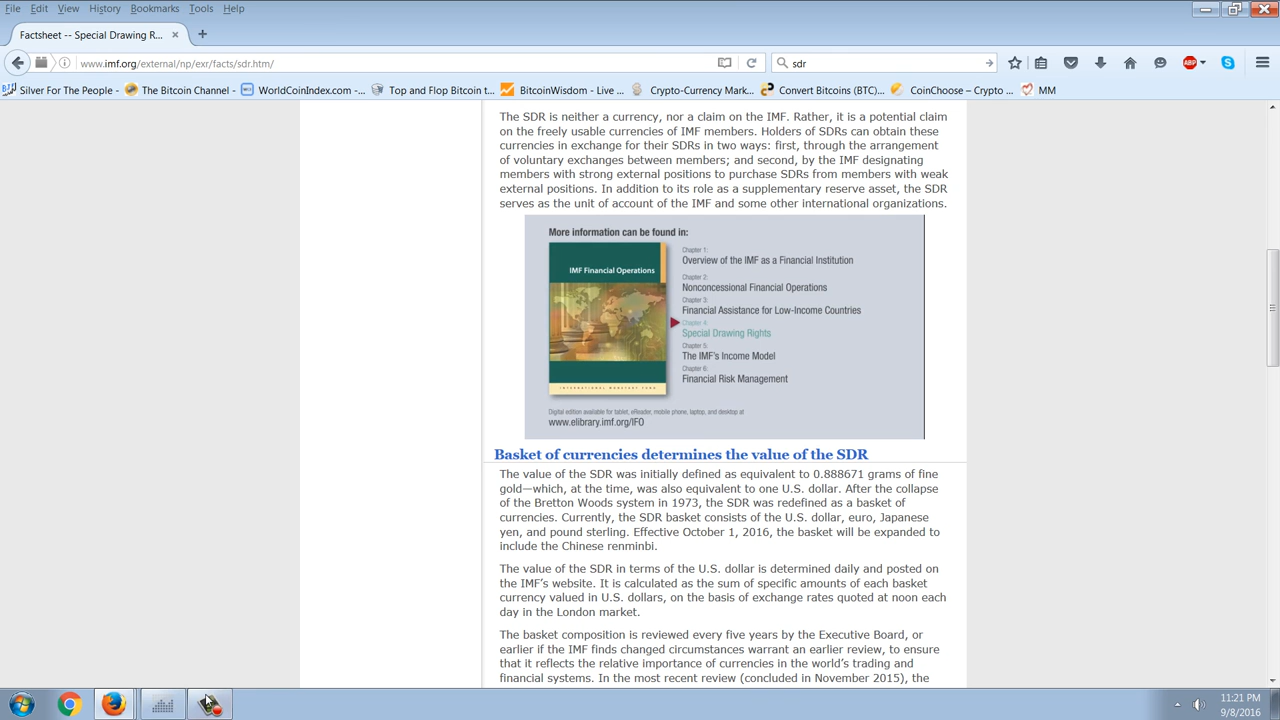 File Edit View History Bookmarks Tools Help
Factsheet -- Special Drawing R...
www.imf.org/external/np/exr/facts/sdr.htm/
sdr
Silver For The People -
The Bitcoin Channel -
WorldCoinIndex.com -...
Top and Flop Bitcoin t...
BitcoinWisdom - Live ...
Crypto-Currency Mark...
Convert Bitcoins (BTC)...
CoinChoose – Crypto ...
MM
The SDR is neither a currency, nor a claim on the IMF. Rather, it is a potential claim
on the freely usable currencies of IMF members. Holders of SDRs can obtain these
currencies in exchange for their SDRs in two ways: first, through the arrangement
of voluntary exchanges between members; and second, by the IMF designating
members with strong external positions to purchase SDRs from members with weak
external positions. In addition to its role as a supplementary reserve asset, the SDR
serves as the unit of account of the IMF and some other international organizations.
More information can be found in:
IMF Financial Operations
INTERNATIONAL MONETARY FUND
Chapter 1:
Overview of the IMF as a Financial Institution
Chapter 2:
Nonconcessional Financial Operations
Chapter 3:
Financial Assistance for Low-Income Countries
Chapter 4:
Special Drawing Rights
Chapter 5:
The IMF's Income Model
Chapter 6:
Financial Risk Management
Digital edition available for tablet, eReader, mobile phone, laptop, and desktop at
www.elibrary.imf.org/IFO
Basket of currencies determines the value of the SDR
The value of the SDR was initially defined as equivalent to 0.888671 grams of fine
gold—which, at the time, was also equivalent to one U.S. dollar. After the collapse
of the Bretton Woods system in 1973, the SDR was redefined as a basket of
currencies. Currently, the SDR basket consists of the U.S. dollar, euro, Japanese
yen, and pound sterling. Effective October 1, 2016, the basket will be expanded to
include the Chinese renminbi.
The value of the SDR in terms of the U.S. dollar is determined daily and posted on
the IMF's website. It is calculated as the sum of specific amounts of each basket
currency valued in U.S. dollars, on the basis of exchange rates quoted at noon each
day in the London market.
The basket composition is reviewed every five years by the Executive Board, or
earlier if the IMF finds changed circumstances warrant an earlier review, to ensure
that it reflects the relative importance of currencies in the world's trading and
financial systems. In the most recent review (concluded in November 2015), the
11:21 PM
9/8/2016